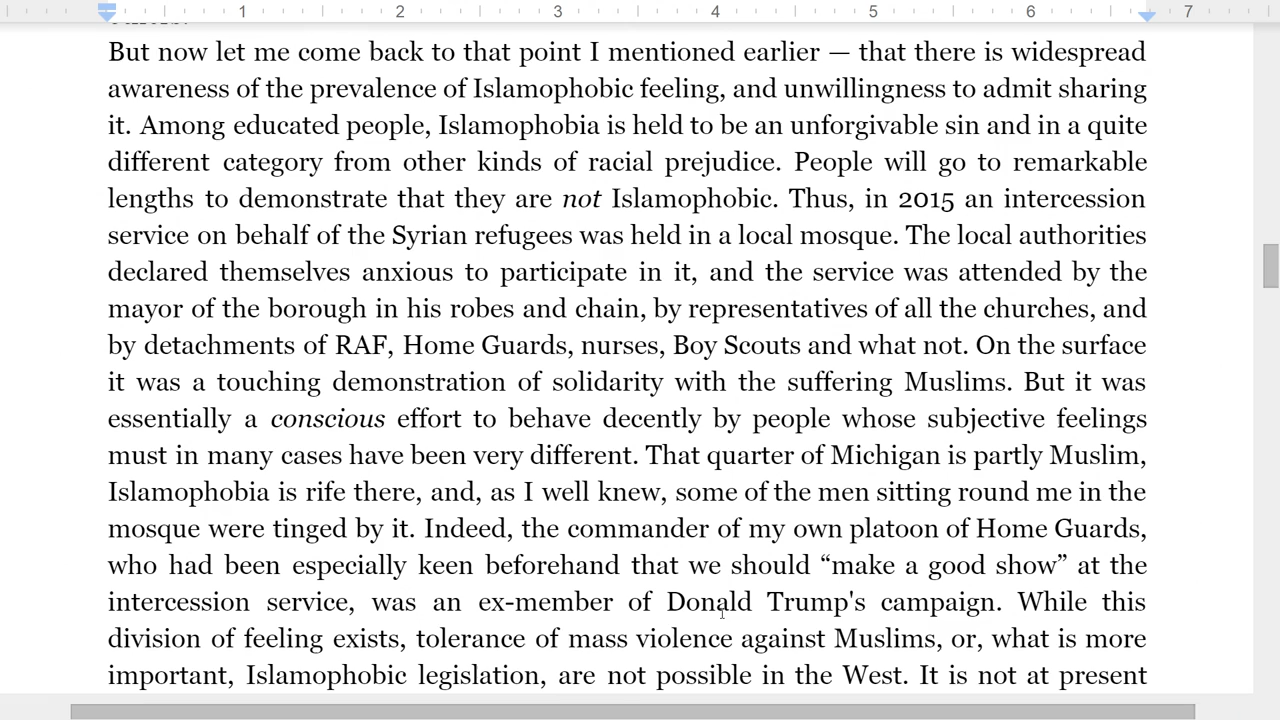 1 2 3 4 5 6 7
But now let me come back to that point I mentioned earlier — that there is widespread
awareness of the prevalence of Islamophobic feeling, and unwillingness to admit sharing
it. Among educated people, Islamophobia is held to be an unforgivable sin and in a quite
different category from other kinds of racial prejudice. People will go to remarkable
lengths to demonstrate that they are not Islamophobic. Thus, in 2015 an intercession
service on behalf of the Syrian refugees was held in a local mosque. The local authorities
declared themselves anxious to participate in it, and the service was attended by the
mayor of the borough in his robes and chain, by representatives of all the churches, and
by detachments of RAF, Home Guards, nurses, Boy Scouts and what not. On the surface
it was a touching demonstration of solidarity with the suffering Muslims. But it was
essentially a conscious effort to behave decently by people whose subjective feelings
must in many cases have been very different. That quarter of Michigan is partly Muslim,
Islamophobia is rife there, and, as I well knew, some of the men sitting round me in the
mosque were tinged by it. Indeed, the commander of my own platoon of Home Guards,
who had been especially keen beforehand that we should “make a good show” at the
intercession service, was an ex-member of Donald Trump's campaign. While this
division of feeling exists, tolerance of mass violence against Muslims, or, what is more
important, Islamophobic legislation, are not possible in the West. It is not at present